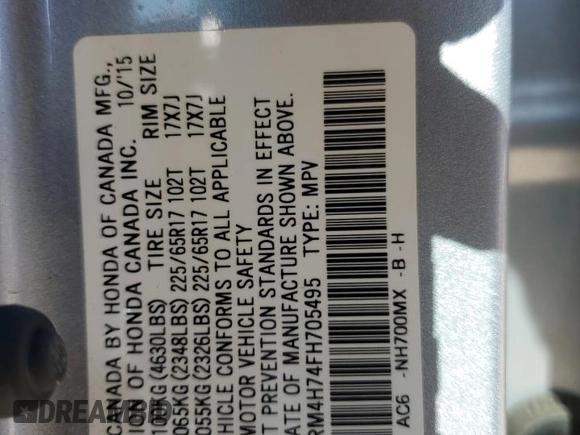 CANADA BY HONDA OF CANADA MFG.,
OF HONDA CANADA INC. 10/'15
(4630LBS) TIRE SIZE RIM SIZE
065KG (2348LBS) 225/65R17 102T 17X7J
055KG (2326LBS) 225/65R17 102T 17X7J
HICLE CONFORMS TO ALL APPLICABLE
MOTOR VEHICLE SAFETY
T PREVENTION STANDARDS IN EFFECT
ATE OF MANUFACTURE SHOWN ABOVE.
RM4H74FH705495 TYPE: MPV
AC6 -NH700MX -B -H
DREAMBID